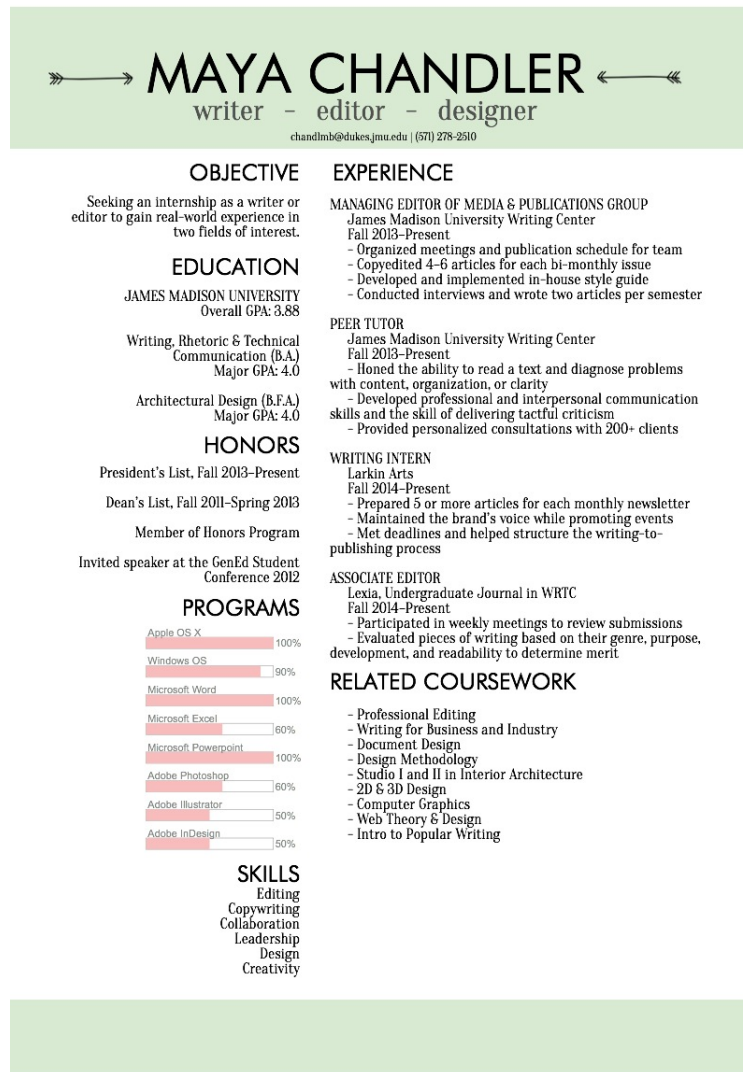 MAYA CHANDLER
writer - editor - designer
chandlmb@dukes.jmu.edu | (571) 278-2510
OBJECTIVE
Seeking an internship as a writer or
editor to gain real-world experience in
two fields of interest.
EDUCATION
JAMES MADISON UNIVERSITY
Overall GPA: 3.88
Writing, Rhetoric & Technical
Communication (B.A.)
Major GPA: 4.0
Architectural Design (B.F.A.)
Major GPA: 4.0
HONORS
President's List, Fall 2013-Present
Dean's List, Fall 2011-Spring 2013
Member of Honors Program
Invited speaker at the GenEd Student
Conference 2012
PROGRAMS
Apple OS X
100%
Windows OS
90%
Microsoft Word
100%
Microsoft Excel
60%
Microsoft Powerpoint
100%
Adobe Photoshop
60%
Adobe Illustrator
50%
Adobe InDesign
50%
SKILLS
Editing
Copywriting
Collaboration
Leadership
Design
Creativity
EXPERIENCE
MANAGING EDITOR OF MEDIA & PUBLICATIONS GROUP
James Madison University Writing Center
Fall 2013-Present
- Organized meetings and publication schedule for team
- Copyedited 4-6 articles for each bi-monthly issue
- Developed and implemented in-house style guide
- Conducted interviews and wrote two articles per semester
PEER TUTOR
James Madison University Writing Center
Fall 2013-Present
- Honed the ability to read a text and diagnose problems
with content, organization, or clarity
- Developed professional and interpersonal communication
skills and the skill of delivering tactful criticism
- Provided personalized consultations with 200+ clients
WRITING INTERN
Larkin Arts
Fall 2014-Present
- Prepared 5 or more articles for each monthly newsletter
- Maintained the brand's voice while promoting events
- Met deadlines and helped structure the writing-to-
publishing process
ASSOCIATE EDITOR
Lexia, Undergraduate Journal in WRTC
Fall 2014-Present
- Participated in weekly meetings to review submissions
- Evaluated pieces of writing based on their genre, purpose,
development, and readability to determine merit
RELATED COURSEWORK
- Professional Editing
- Writing for Business and Industry
- Document Design
- Design Methodology
- Studio I and II in Interior Architecture
- 2D & 3D Design
- Computer Graphics
- Web Theory & Design
- Intro to Popular Writing